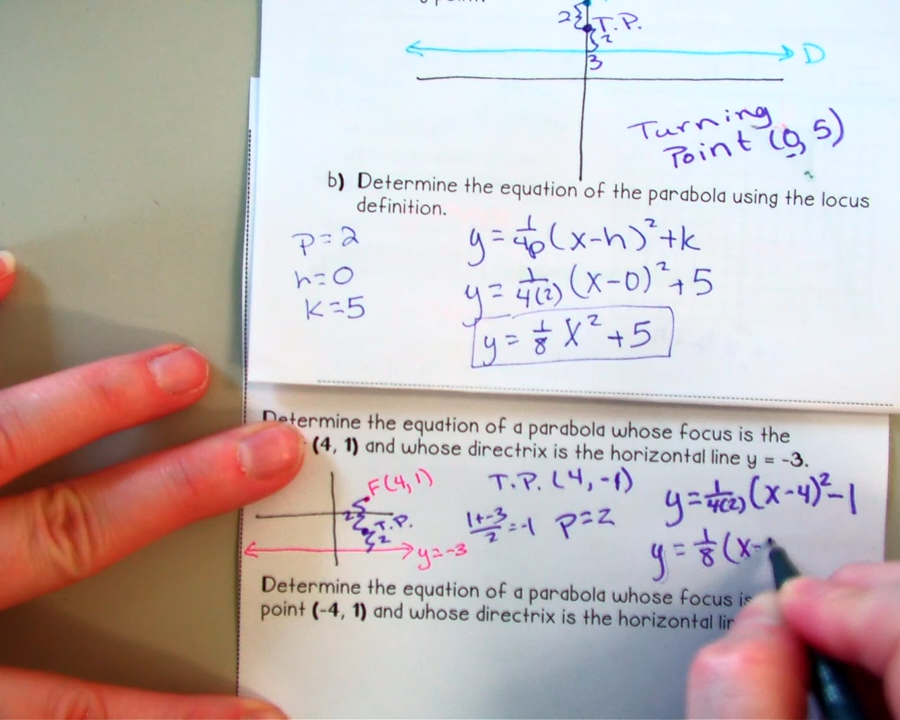 2
T.P.
2
D
3
Turning
Point (0, 5)
b) Determine the equation of the parabola using the locus
definition.
p=2
h=0
k=5
y = 1/4p (x-h)² + k
y = 1/4(2) (x-0)² + 5
y = 1/8 x² + 5
Determine the equation of a parabola whose focus is the
(4, 1) and whose directrix is the horizontal line y = -3.
F(4,1)
2
T.P.
2
y=-3
T.P. (4, -1)
1+-3/2 = -1
p=2
y = 1/4(2) (x-4)² - 1
y = 1/8 (x-
Determine the equation of a parabola whose focus is
point (-4, 1) and whose directrix is the horizontal